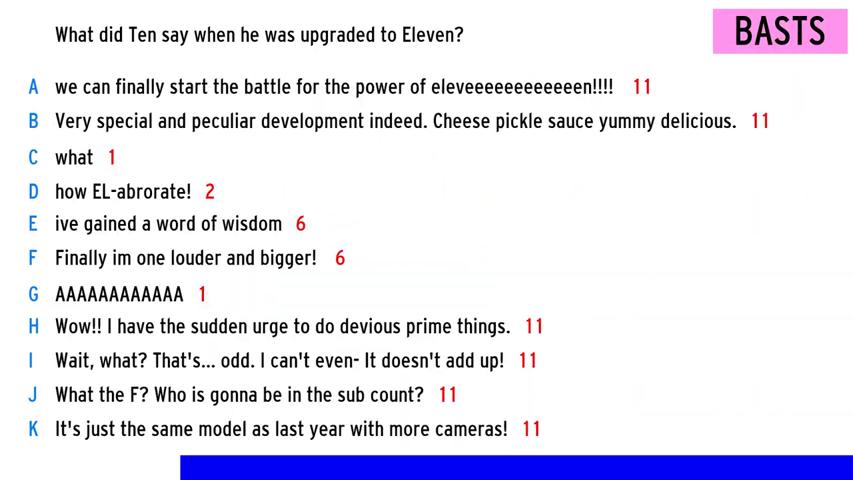 What did Ten say when he was upgraded to Eleven?
BASTS
A we can finally start the battle for the power of eleveeeeeeeeeeeen!!!! 11
B Very special and peculiar development indeed. Cheese pickle sauce yummy delicious. 11
C what 1
D how EL-abrorate! 2
E ive gained a word of wisdom 6
F Finally im one louder and bigger! 6
G AAAAAAAAAAAA 1
H Wow!! I have the sudden urge to do devious prime things. 11
I Wait, what? That's... odd. I can't even- It doesn't add up! 11
J What the F? Who is gonna be in the sub count? 11
K It's just the same model as last year with more cameras! 11